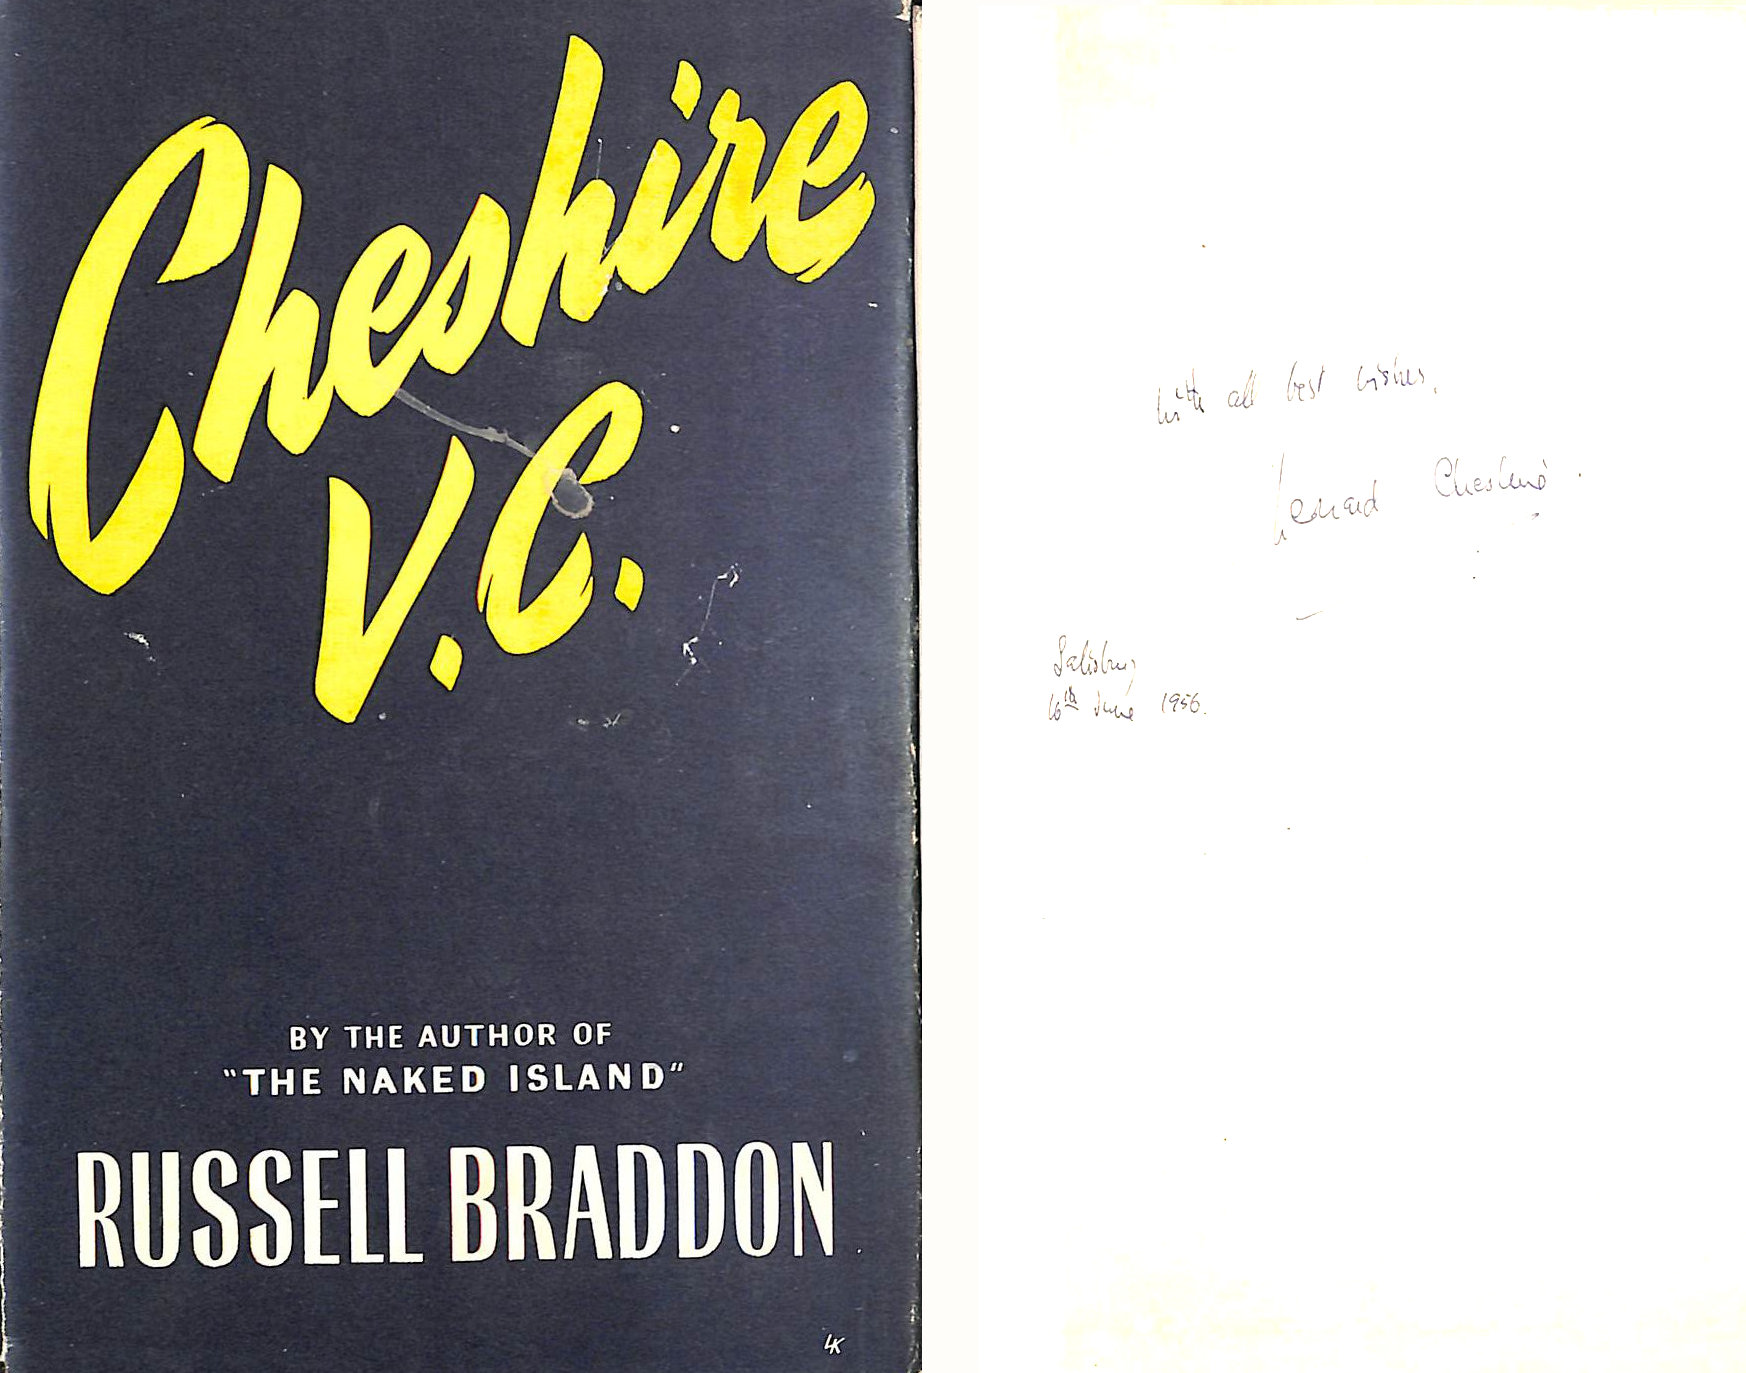 Cheshire
V.C.
BY THE AUTHOR OF
"THE NAKED ISLAND"
RUSSELL BRADDON
LK
With all best wishes,
Leonard Cheshire.
Salisbury
16th June 1956.